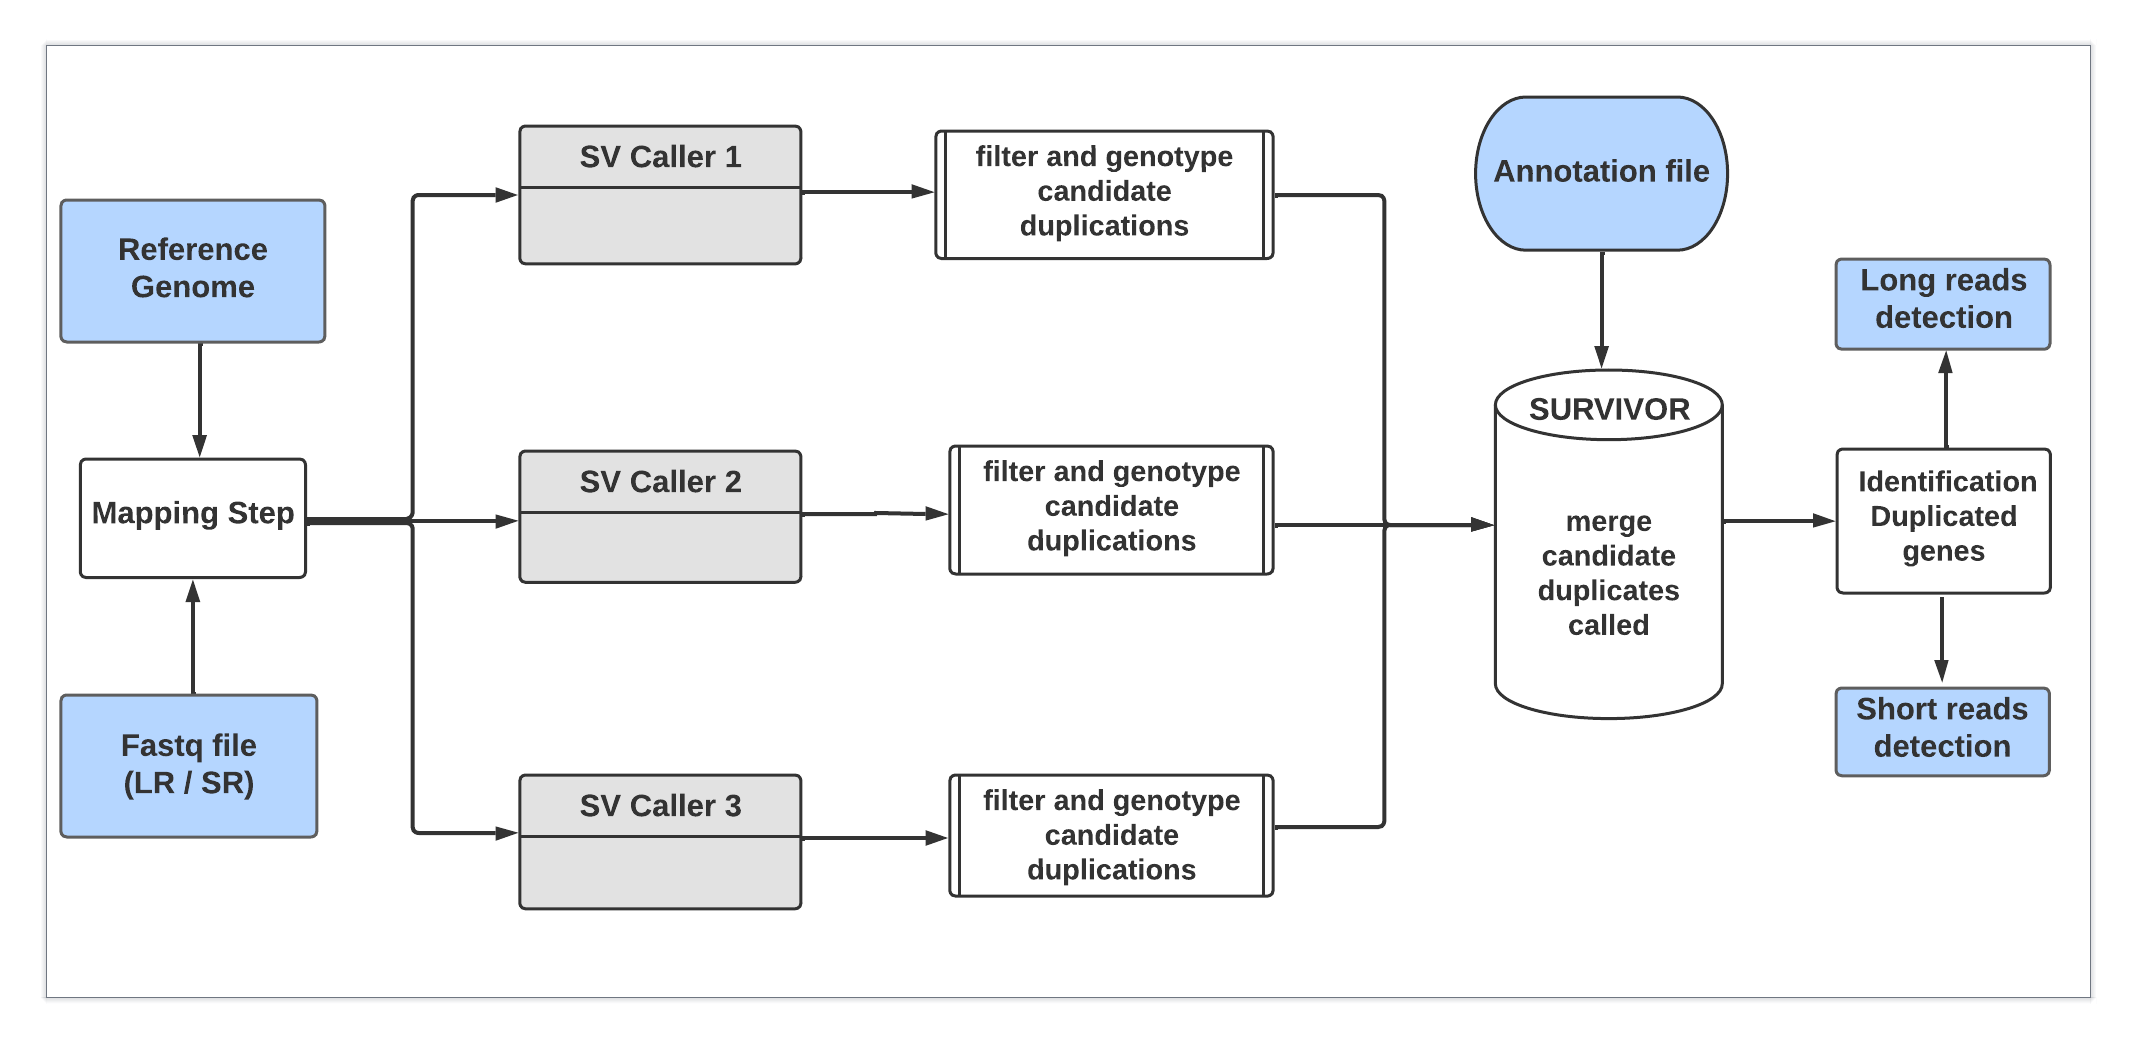 Reference
Genome
Mapping Step
Fastq file
(LR / SR)
SV Caller 1
filter and genotype
candidate
duplications
SV Caller 2
filter and genotype
candidate
duplications
SV Caller 3
filter and genotype
candidate
duplications
Annotation file
SURVIVOR
merge
candidate
duplicates
called
Long reads
detection
Identification
Duplicated
genes
Short reads
detection